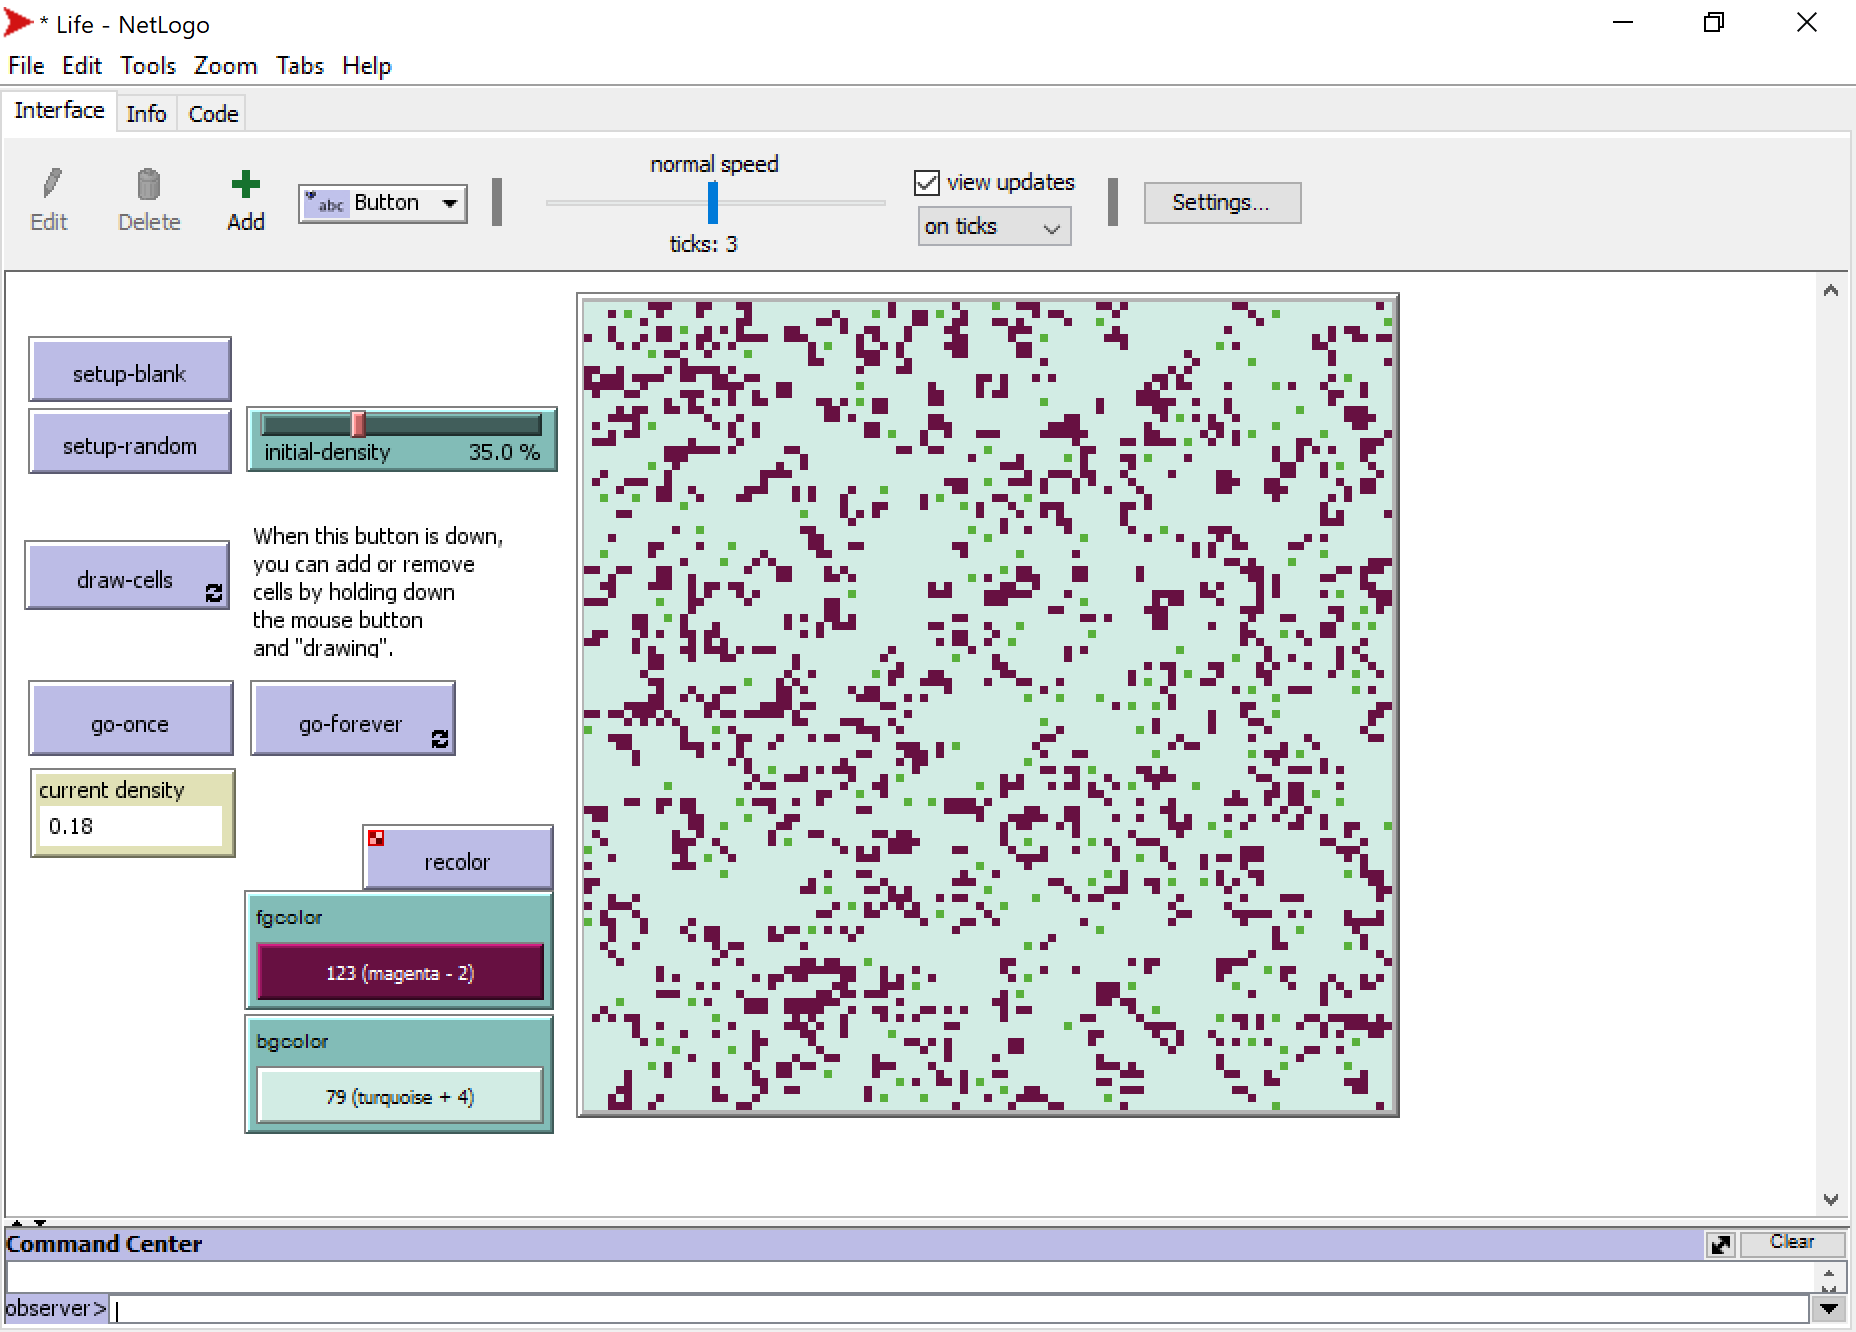 * Life - NetLogo
File Edit Tools Zoom Tabs Help
Interface Info Code
normal speed
Edit Delete Add abc Button ticks: 3
view updates
on ticks
Settings...
setup-blank
setup-random
initial-density 35.0 %
When this button is down,
you can add or remove
cells by holding down
the mouse button
and "drawing".
draw-cells
go-once
go-forever
current density
0.18
recolor
fgcolor
123 (magenta - 2)
bgcolor
79 (turquoise + 4)
Command Center
Clear
observer>